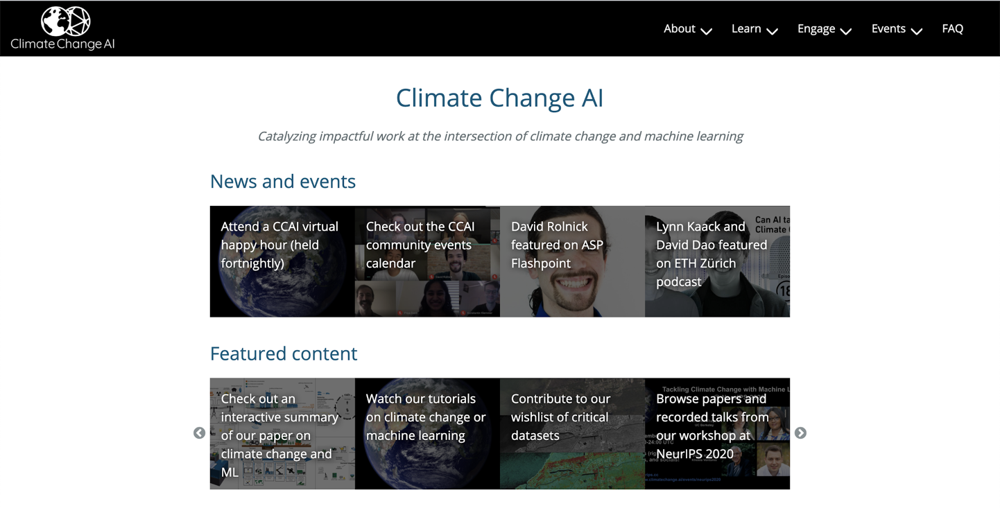 Climate Change AI
About
Learn
Engage
Events
FAQ
Climate Change AI
Catalyzing impactful work at the intersection of climate change and machine learning
News and events
Attend a CCAI virtual
happy hour (held
fortnightly)
Check out the CCAI
community events
calendar
David Rolnick
featured on ASP
Flashpoint
Can AI ta
Climate
Lynn Kaack and
David Dao featured
on ETH Zürich
podcast
Episo
18
Featured content
Check out an
interactive summary
of our paper on
climate change and
ML
Watch our tutorials
on climate change or
machine learning
Contribute to our
wishlist of critical
datasets
Tackling Climate Change with Machine L
Browse papers and
recorded talks from
our workshop at
NeurIPS 2020